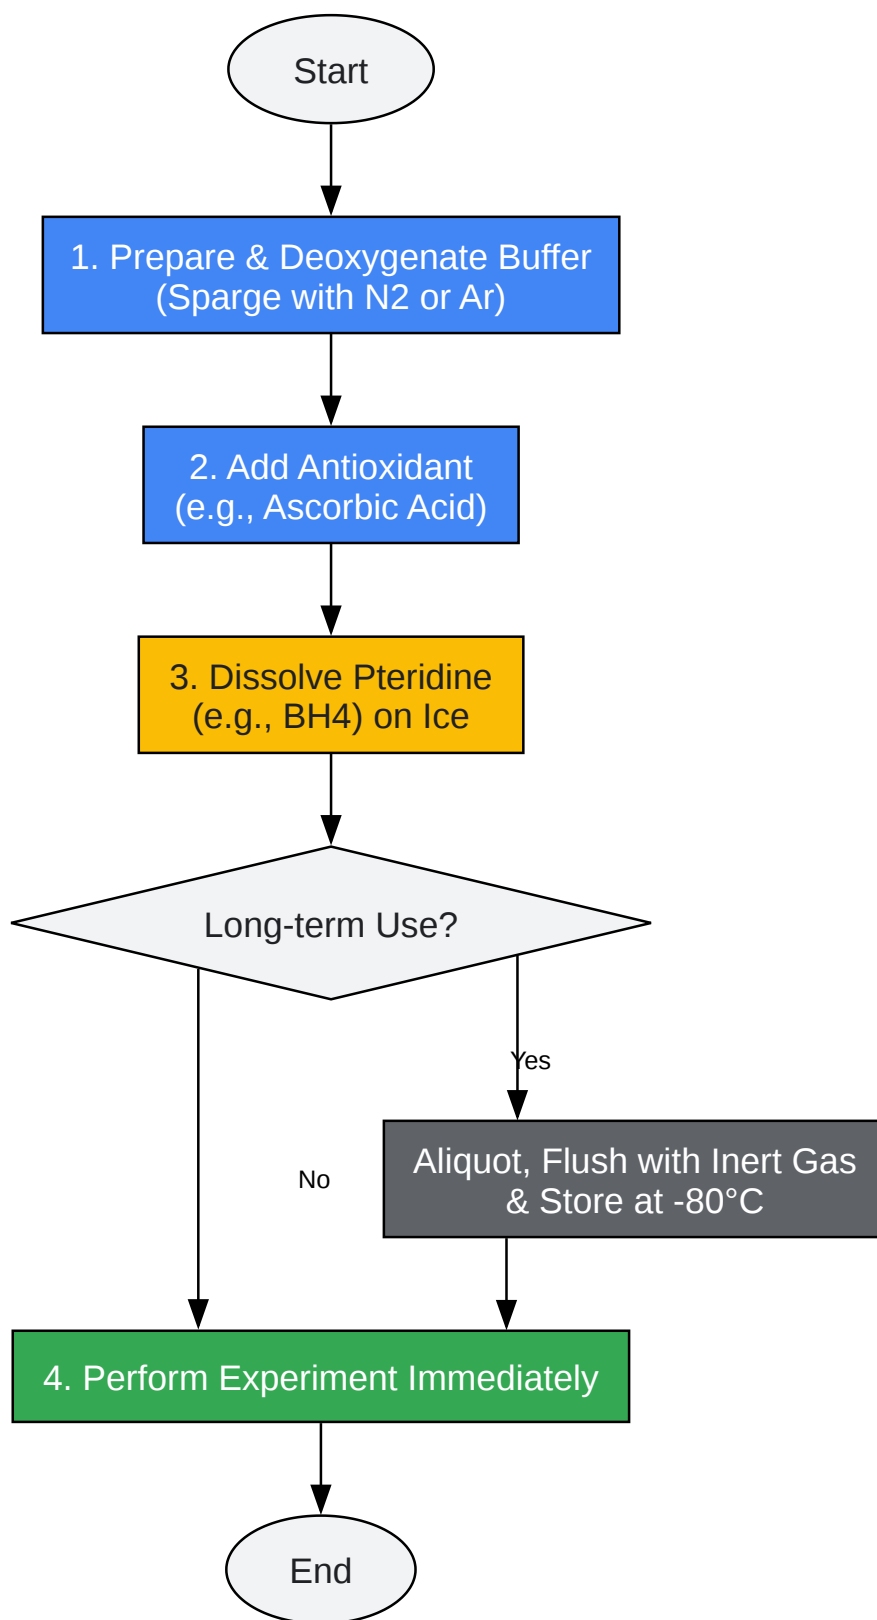 Start
1. Prepare & Deoxygenate Buffer
(Sparge with N2 or Ar)
2. Add Antioxidant
(e.g., Ascorbic Acid)
3. Dissolve Pteridine
(e.g., BH4) on Ice
Long-term Use?
Yes
Aliquot, Flush with Inert Gas
& Store at -80°C
No
4. Perform Experiment Immediately
End